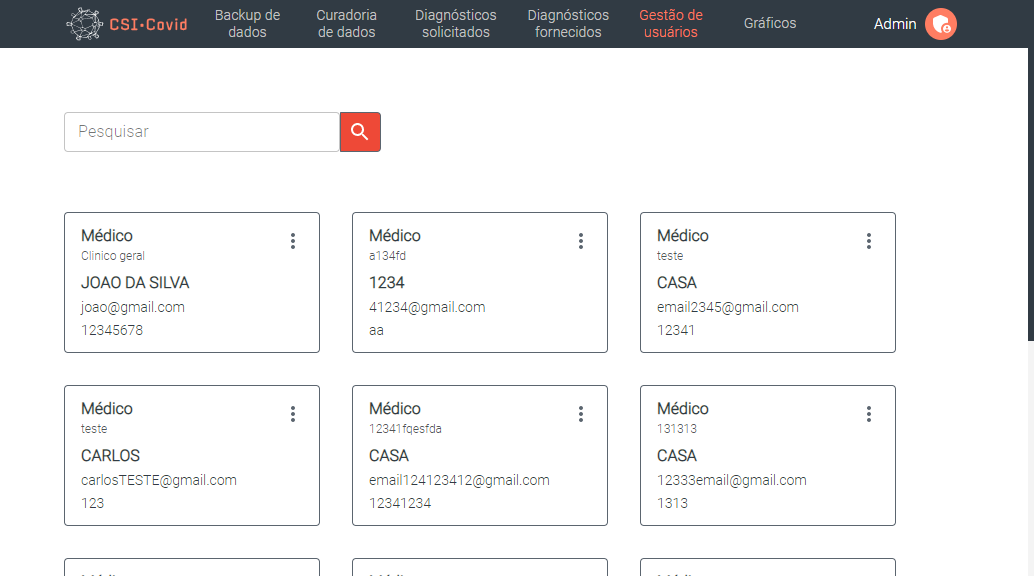 CSI•Covid
Backup de
dados
Curadoria
de dados
Diagnósticos
solicitados
Diagnósticos
fornecidos
Gestão de
usuários
Gráficos
Admin
Pesquisar
Médico
Clinico geral
JOAO DA SILVA
joao@gmail.com
12345678
Médico
a134fd
1234
41234@gmail.com
aa
Médico
teste
CASA
email2345@gmail.com
12341
Médico
teste
CARLOS
carlosTESTE@gmail.com
123
Médico
12341fqesfda
CASA
email124123412@gmail.com
12341234
Médico
131313
CASA
12333email@gmail.com
1313